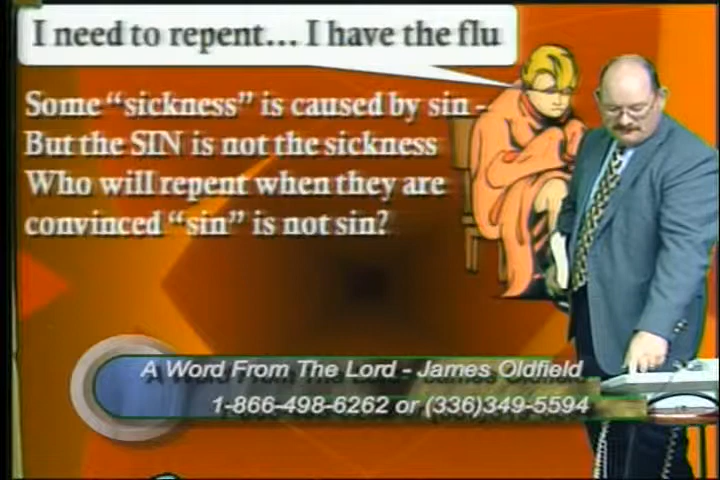 I need to repent... I have the flu
Some “sickness” is caused by sin -
But the SIN is not the sickness
Who will repent when they are
convinced “sin” is not sin?
A Word From The Lord - James Oldfield
1-866-498-6262 or (336)349-5594